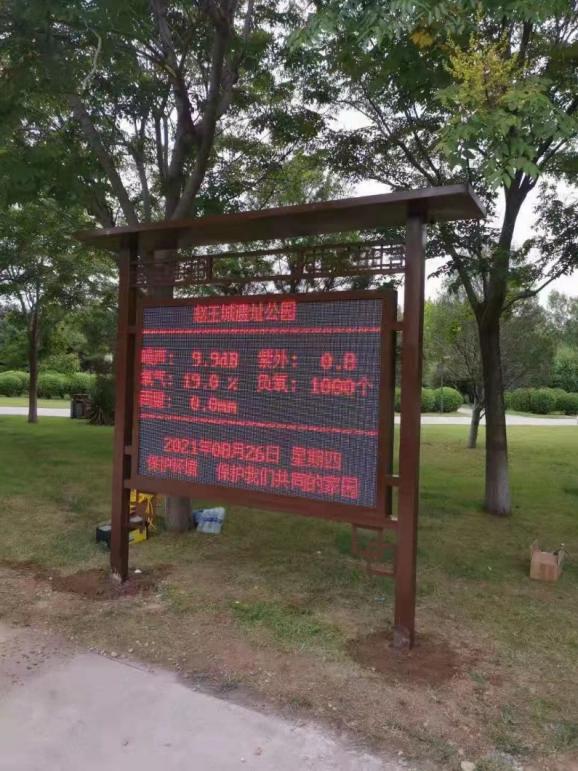 赵王城遗址公园
噪声： 9.9dB 紫外： 0.8
氧气：19.0 % 负氧：1000个
雨量： 0.0mm
2021年08月26日 星期四
保护环境 保护我们共同的家园